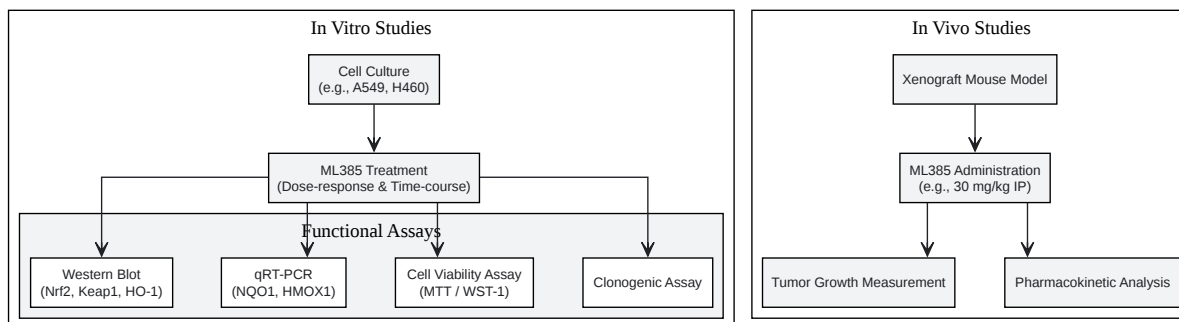 In Vitro Studies
Cell Culture
(e.g., A549, H460)
ML385 Treatment
(Dose-response & Time-course)
Functional Assays
Western Blot
(Nrf2, Keap1, HO-1)
qRT-PCR
(NQO1, HMOX1)
Cell Viability Assay
(MTT / WST-1)
Clonogenic Assay
In Vivo Studies
Xenograft Mouse Model
ML385 Administration
(e.g., 30 mg/kg IP)
Tumor Growth Measurement
Pharmacokinetic Analysis